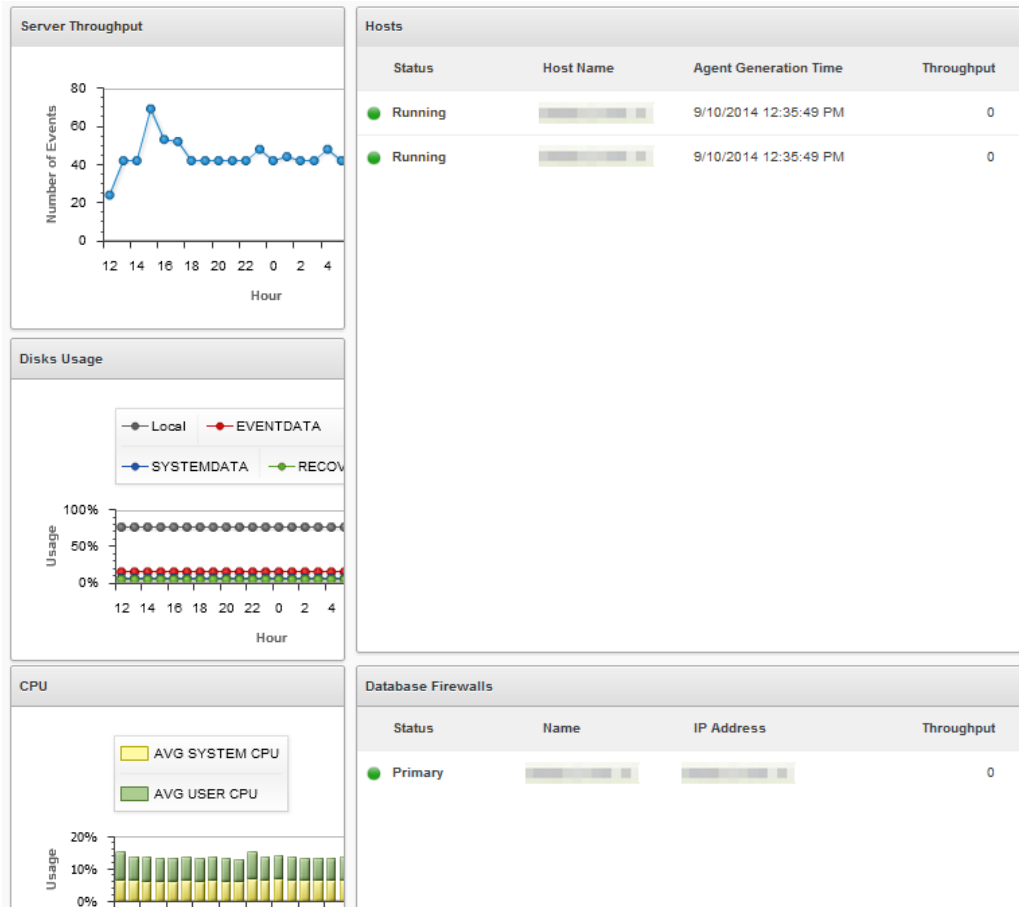 Server Throughput
Number of Events
80
60
40
20
0
12 14 16 18 20 22 0 2 4
Hour
Hosts
Status Host Name Agent Generation Time Throughput
Running 9/10/2014 12:35:49 PM 0
Running 9/10/2014 12:35:49 PM 0
Disks Usage
Local EVENTDATA
SYSTEMDATA RECOV
Usage
100%
50%
0%
12 14 16 18 20 22 0 2 4
Hour
CPU
AVG SYSTEM CPU
AVG USER CPU
Usage
20%
10%
0%
Database Firewalls
Status Name IP Address Throughput
Primary 0